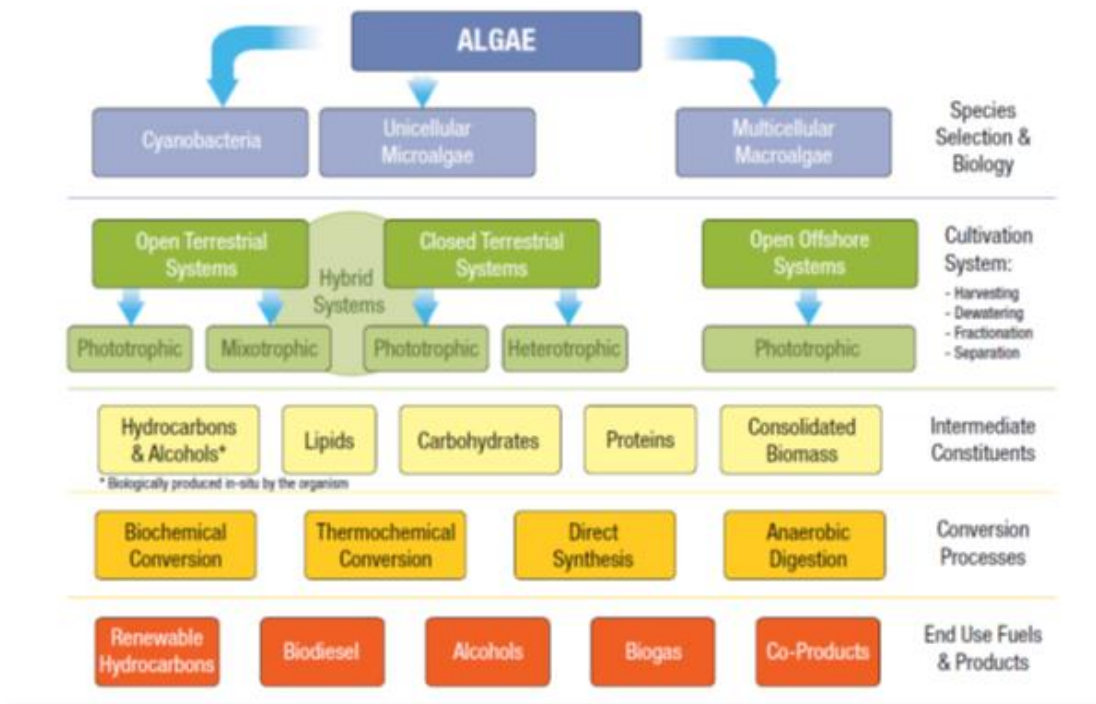 ALGAE
Cyanobacteria
Unicellular
Microalgae
Multicellular
Macroalgae
Species
Selection &
Biology
Open Terrestrial
Systems
Hybrid
Systems
Closed Terrestrial
Systems
Open Offshore
Systems
Cultivation
System:
- Harvesting
- Dewatering
- Fractionation
- Separation
Phototrophic
Mixotrophic
Phototrophic
Heterotrophic
Phototrophic
Hydrocarbons
& Alcohols*
Lipids
Carbohydrates
Proteins
Consolidated
Biomass
Intermediate
Constituents
* Biologically produced in-situ by the organism
Biochemical
Conversion
Thermochemical
Conversion
Direct
Synthesis
Anaerobic
Digestion
Conversion
Processes
Renewable
Hydrocarbons
Biodiesel
Alcohols
Biogas
Co-Products
End Use Fuels
& Products